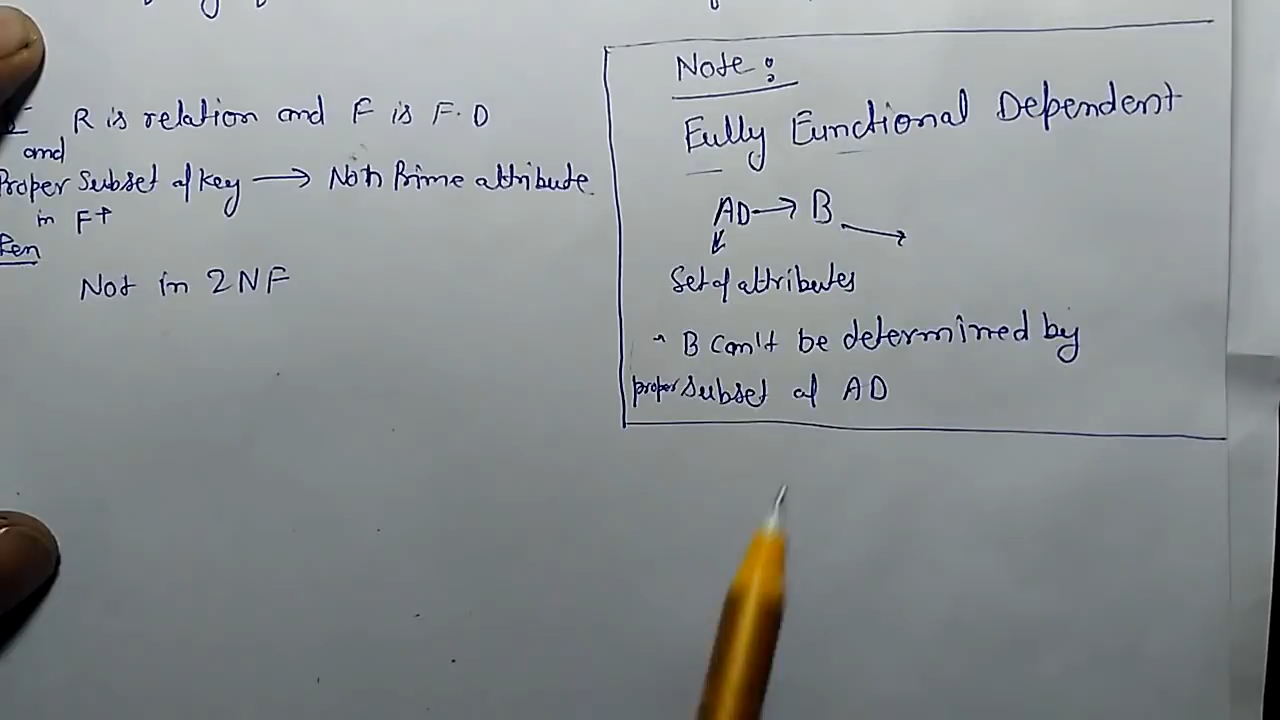 R is relation and F is F.D
and
Proper Subset of key → Non Prime attribute
in F+
Not in 2NF
Note :
Fully Functional Dependent
AD → B →
↓
Set of attributes
B can't be determined by
proper subset of AD